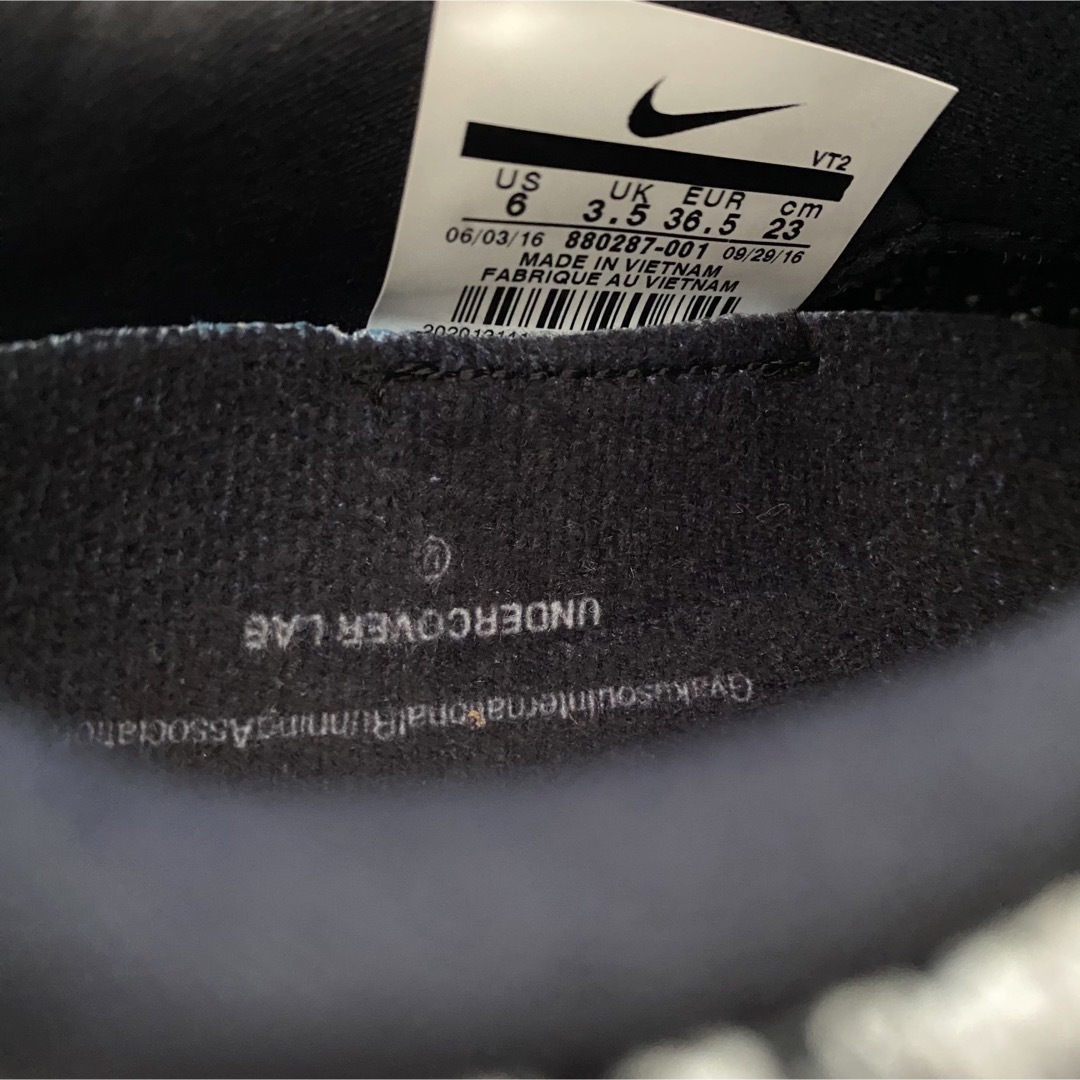 VT2
US UK EUR cm
6 3.5 36.5 23
06/03/16 880287-001 09/29/16
MADE IN VIETNAM
FABRIQUE AU VIETNAM
UNDERCOVER LAB
GyakusouInternationalRunningAssociatio